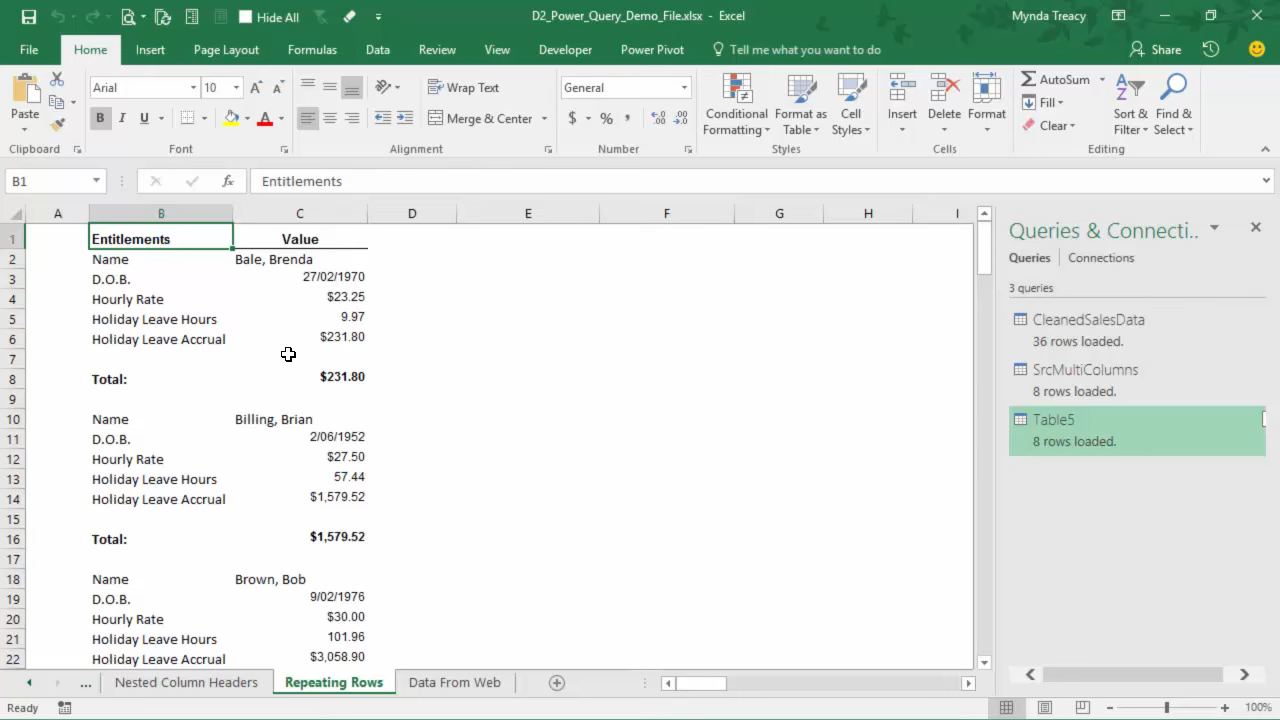 Hide All
D2_Power_Query_Demo_File.xlsx - Excel
Mynda Treacy
File Home Insert Page Layout Formulas Data Review View Developer Power Pivot Tell me what you want to do Share
Paste
Arial 10
B I U A
Wrap Text
Merge & Center
General
$ % ,
Conditional Formatting
Format as Table
Cell Styles
Insert
Delete
Format
AutoSum
Fill
Clear
Sort & Filter
Find & Select
Clipboard Font Alignment Number Styles Cells Editing
B1 fx Entitlements
A B C D E F G H I
1 Entitlements Value
2 Name Bale, Brenda
3 D.O.B. 27/02/1970
4 Hourly Rate $23.25
5 Holiday Leave Hours 9.97
6 Holiday Leave Accrual $231.80
7
8 Total: $231.80
9
10 Name Billing, Brian
11 D.O.B. 2/06/1952
12 Hourly Rate $27.50
13 Holiday Leave Hours 57.44
14 Holiday Leave Accrual $1,579.52
15
16 Total: $1,579.52
17
18 Name Brown, Bob
19 D.O.B. 9/02/1976
20 Hourly Rate $30.00
21 Holiday Leave Hours 101.96
22 Holiday Leave Accrual $3,058.90
Queries & Connecti..
Queries Connections
3 queries
CleanedSalesData
36 rows loaded.
SrcMultiColumns
8 rows loaded.
Table5
8 rows loaded.
... Nested Column Headers Repeating Rows Data From Web
Ready 100%